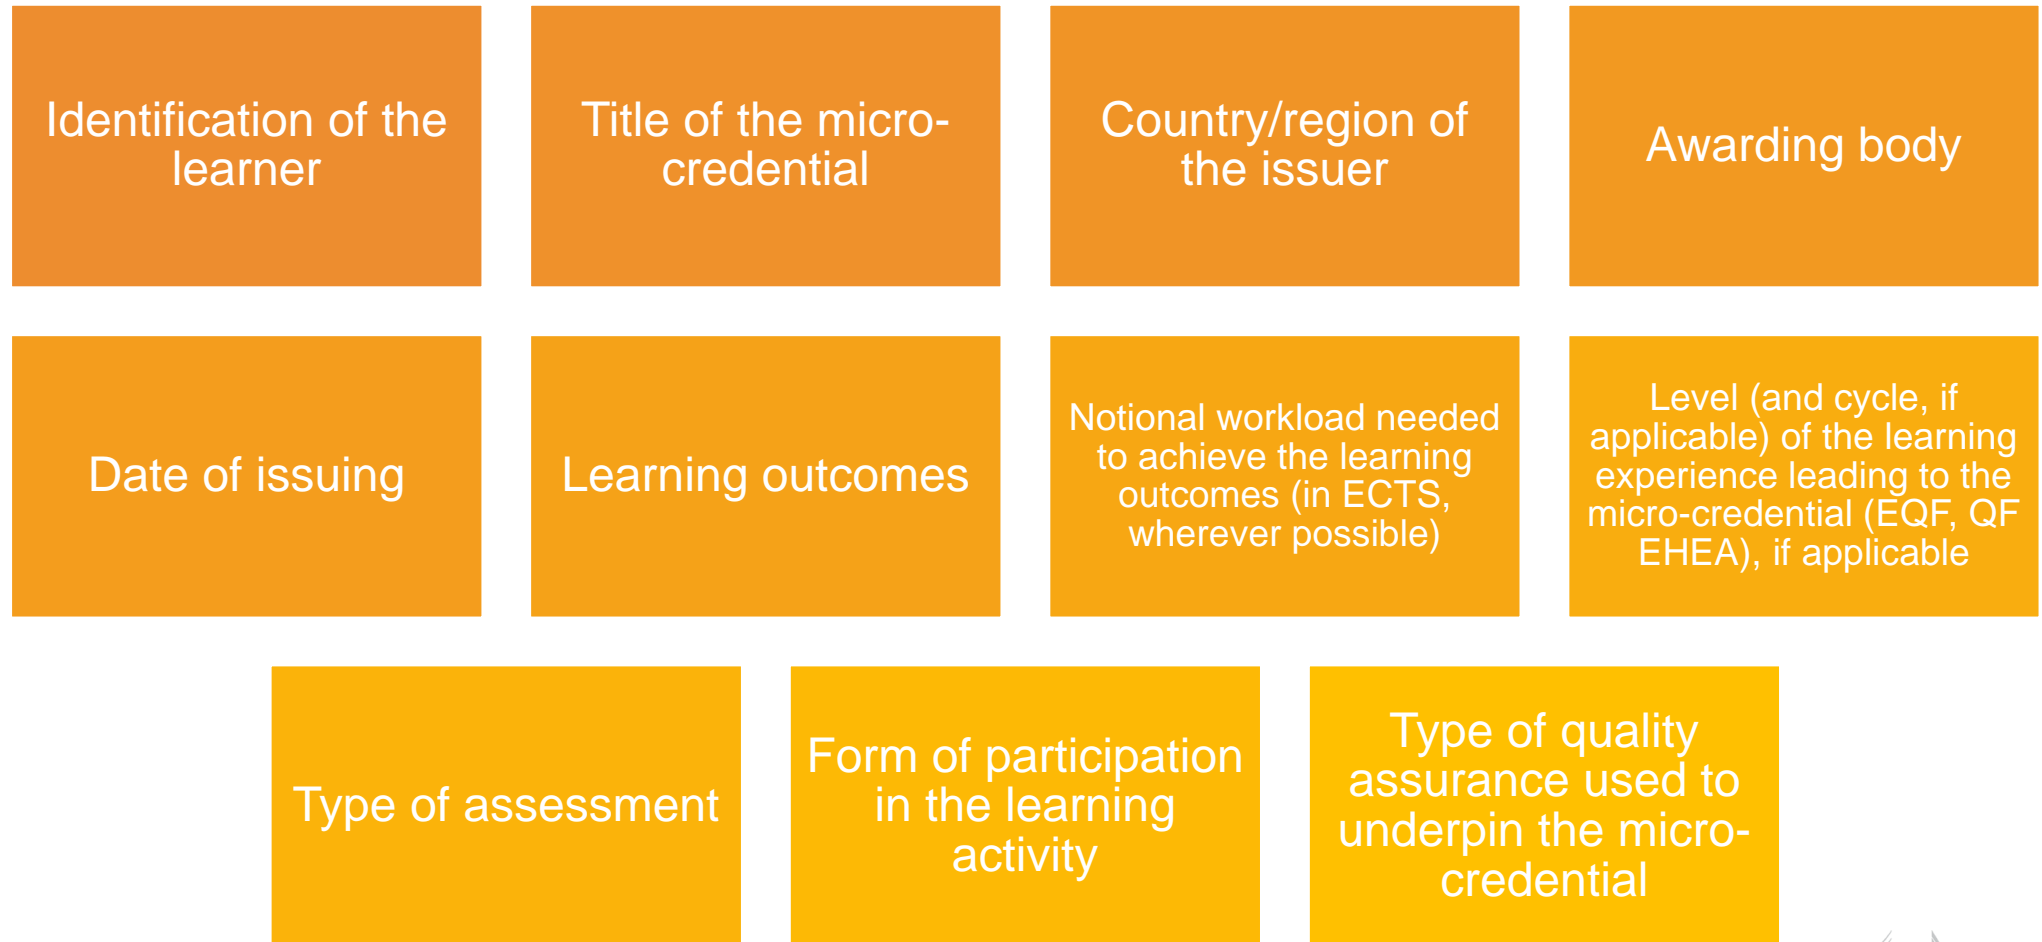 Identification of the
learner
Title of the micro-
credential
Country/region of
the issuer
Awarding body
Date of issuing
Learning outcomes
Notional workload needed
to achieve the learning
outcomes (in ECTS,
wherever possible)
Level (and cycle, if
applicable) of the learning
experience leading to the
micro-credential (EQF, QF
EHEA), if applicable
Type of assessment
Form of participation
in the learning
activity
Type of quality
assurance used to
underpin the micro-
credential